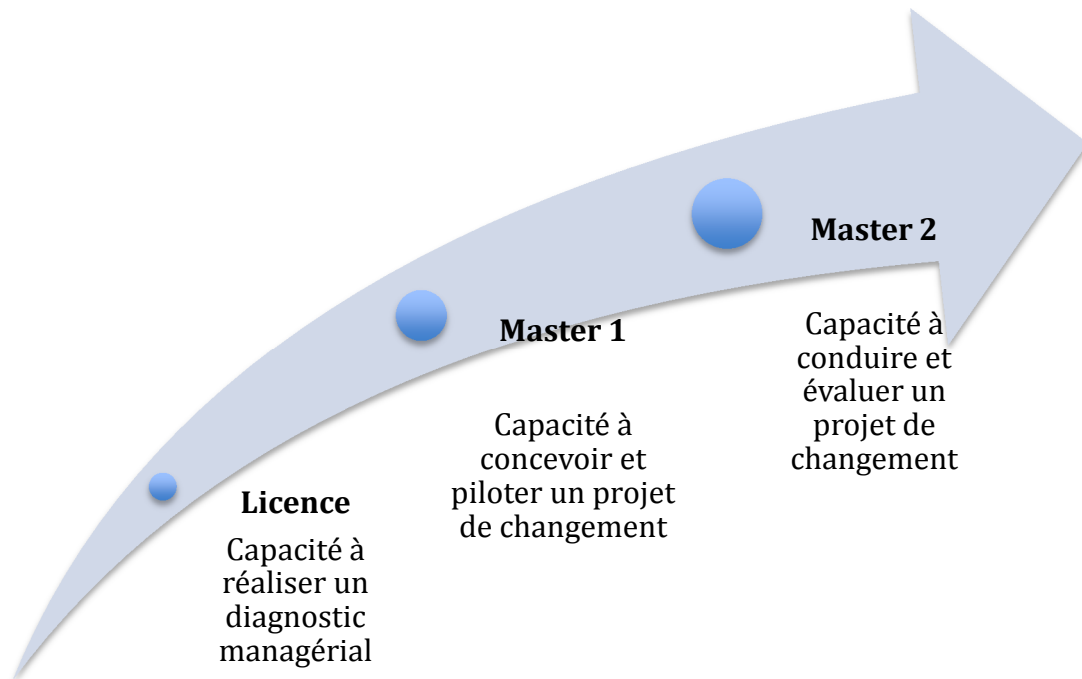 Licence
Capacité à
réaliser un
diagnostic
managérial
Master 1
Capacité à
concevoir et
piloter un projet
de changement
Master 2
Capacité à
conduire et
évaluer un
projet de
changement